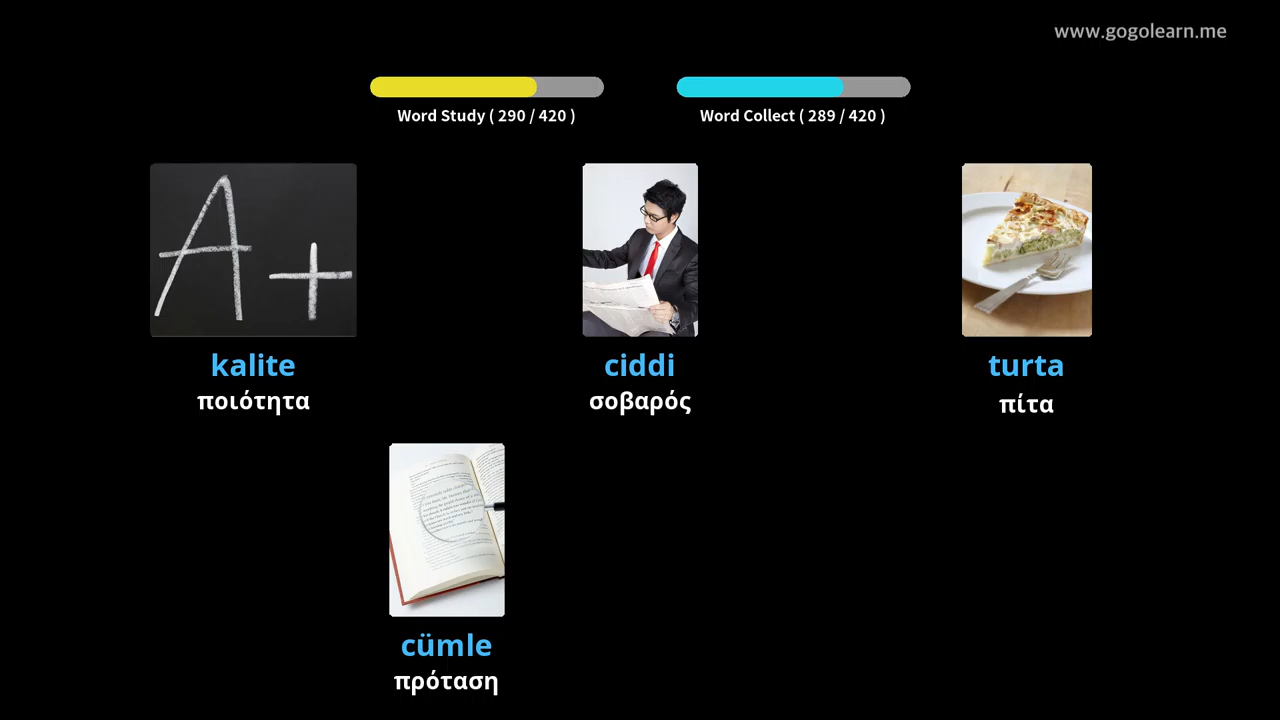 www.gogolearn.me
Word Study ( 290 / 420 )
Word Collect ( 289 / 420 )
A+
kalite
ποιότητα
ciddi
σοβαρός
turta
πίτα
cümle
πρόταση